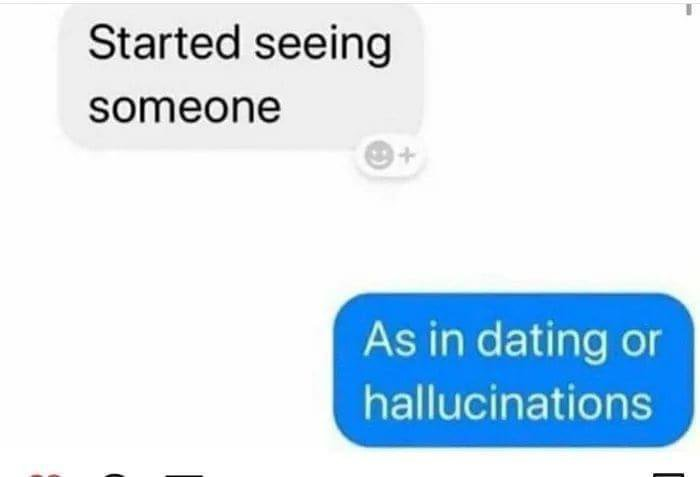 Started seeing
someone
As in dating or
hallucinations